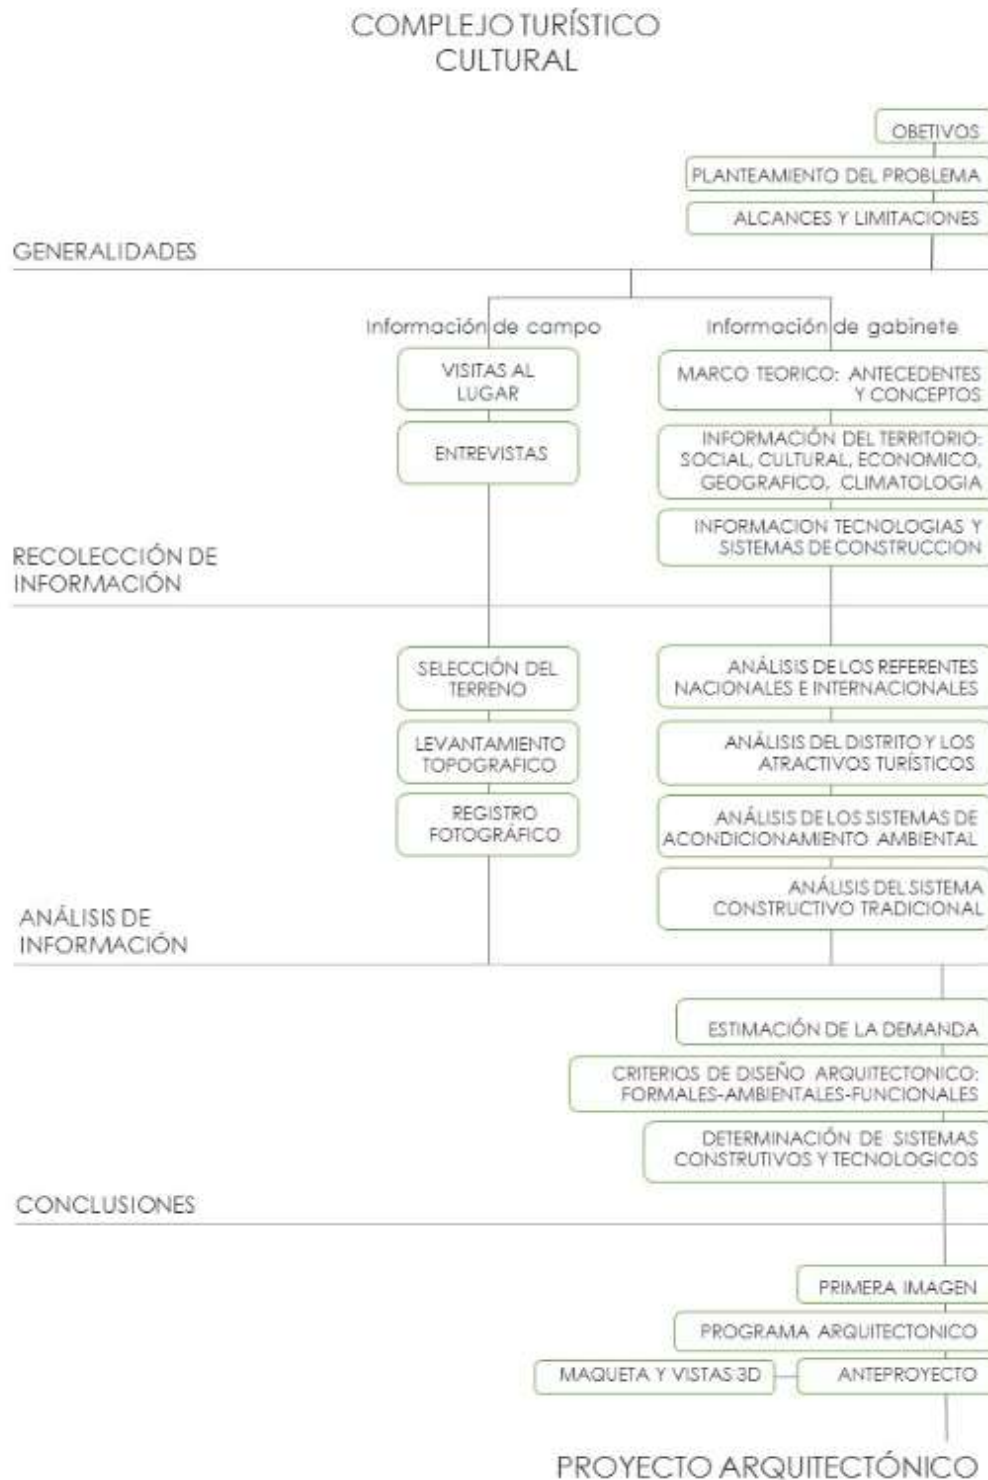 COMPLEJO TURÍSTICO
CULTURAL
OBETIVOS
PLANTEAMIENTO DEL PROBLEMA
ALCANCES Y LIMITACIONES
GENERALIDADES
Información de campo
Información de gabinete
VISITAS AL
LUGAR
ENTREVISTAS
MARCO TEORICO: ANTECEDENTES
Y CONCEPTOS
INFORMACIÓN DEL TERRITORIO:
SOCIAL, CULTURAL, ECONOMICO,
GEOGRAFICO, CLIMATOLOGIA
INFORMACION TECNOLOGIAS Y
SISTEMAS DE CONSTRUCCION
RECOLECCIÓN DE
INFORMACIÓN
SELECCIÓN DEL
TERRENO
LEVANTAMIENTO
TOPOGRAFICO
REGISTRO
FOTOGRÁFICO
ANÁLISIS DE LOS REFERENTES
NACIONALES E INTERNACIONALES
ANÁLISIS DEL DISTRITO Y LOS
ATRACTIVOS TURÍSTICOS
ANÁLISIS DE LOS SISTEMAS DE
ACONDICIONAMIENTO AMBIENTAL
ANÁLISIS DEL SISTEMA
CONSTRUCTIVO TRADICIONAL
ANÁLISIS DE
INFORMACIÓN
ESTIMACIÓN DE LA DEMANDA
CRITERIOS DE DISEÑO ARQUITECTONICO:
FORMALES-AMBIENTALES-FUNCIONALES
DETERMINACIÓN DE SISTEMAS
CONSTRUTIVOS Y TECNOLOGICOS
CONCLUSIONES
PRIMERA IMAGEN
PROGRAMA ARQUITECTONICO
MAQUETA Y VISTAS 3D
ANTEPROYECTO
PROYECTO ARQUITECTÓNICO